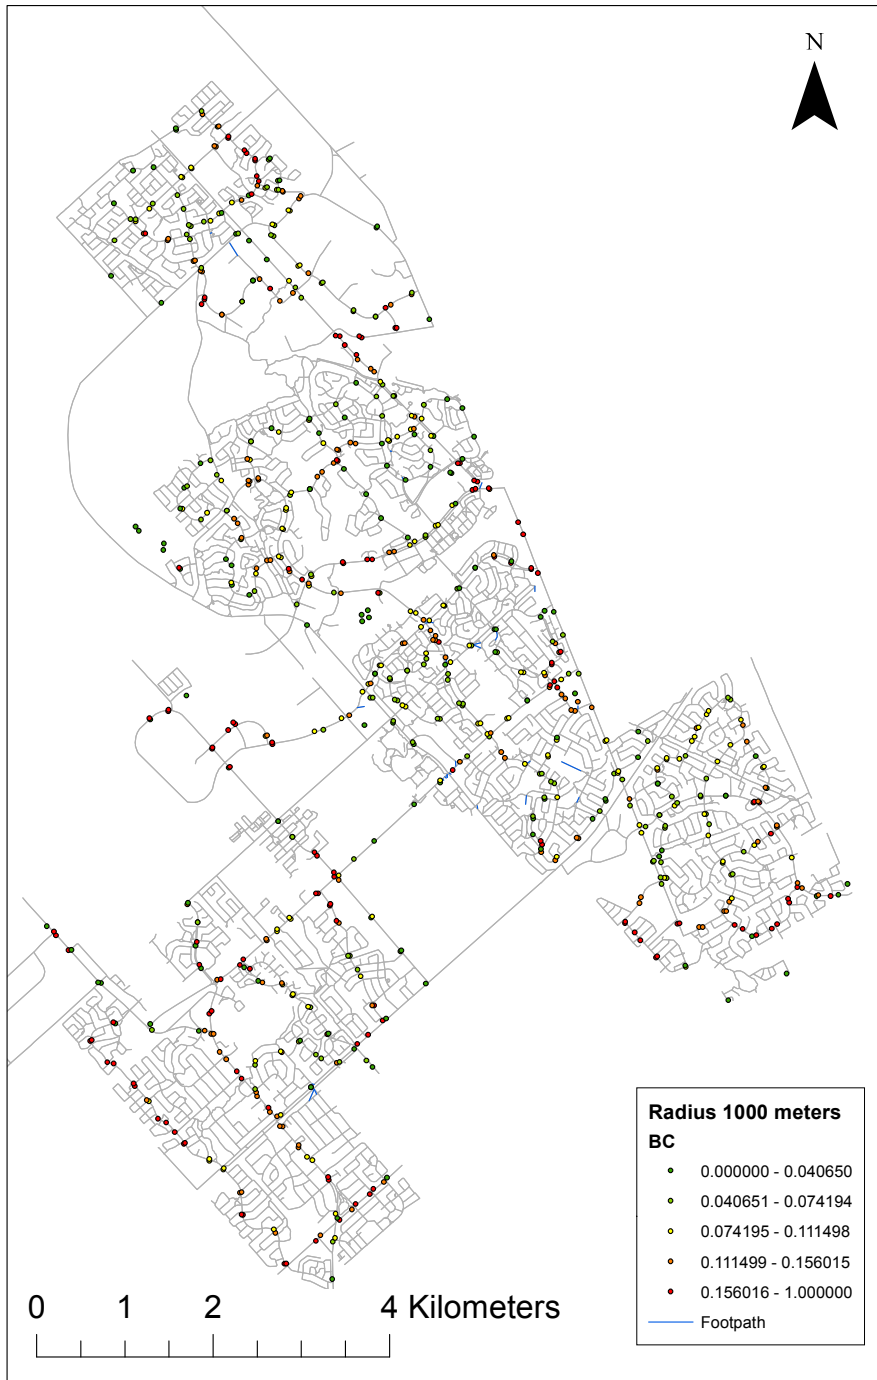 N
Radius 1000 meters
BC
0.000000 - 0.040650
0.040651 - 0.074194
0.074195 - 0.111498
0.111499 - 0.156015
0.156016 - 1.000000
Footpath
0 1 2 4 Kilometers